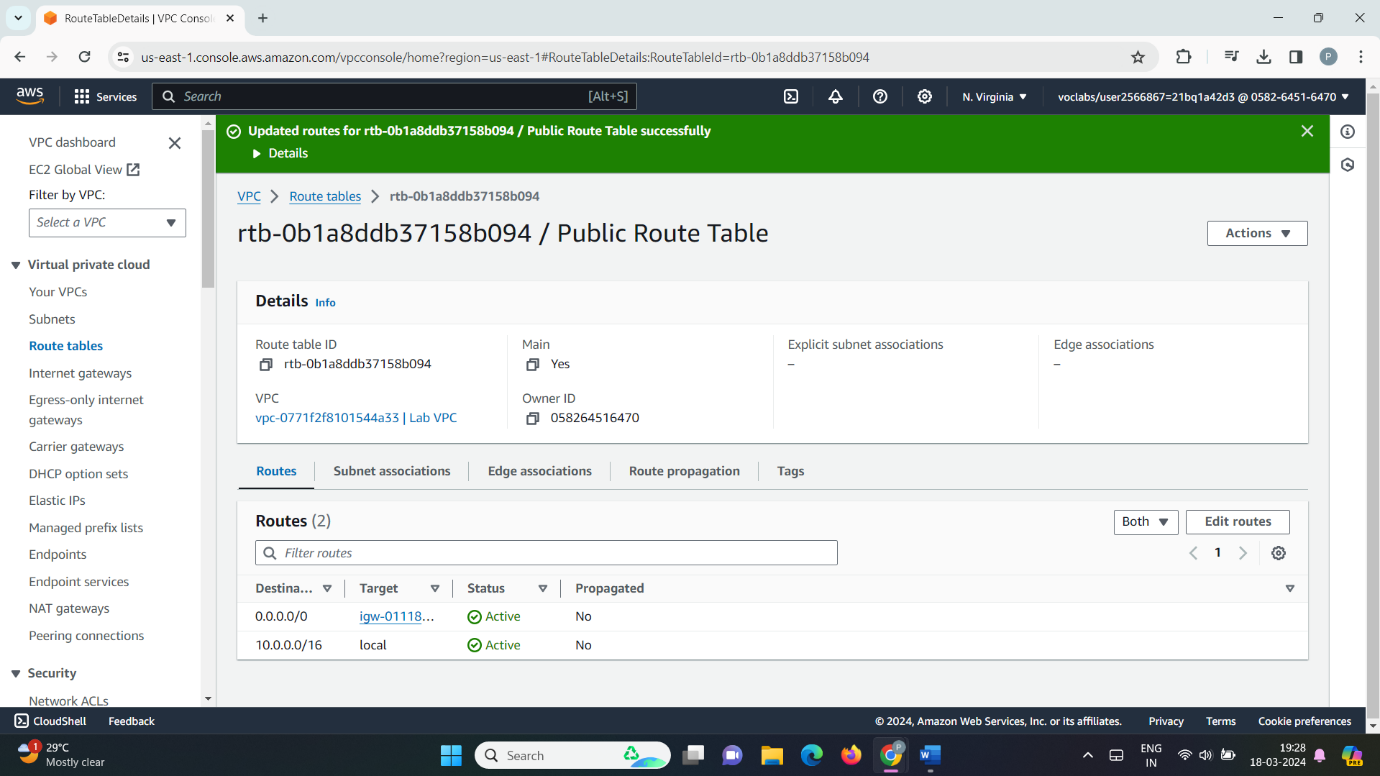 RouteTableDetails | VPC Consol
us-east-1.console.aws.amazon.com/vpcconsole/home?region=us-east-1#RouteTableDetails:RouteTableId=rtb-0b1a8ddb37158b094
P
aws
Services
Search
[Alt+S]
N. Virginia
voclabs/user2566867=21bq1a42d3 @ 0582-6451-6470
VPC dashboard
EC2 Global View
Filter by VPC:
Select a VPC
Virtual private cloud
Your VPCs
Subnets
Route tables
Internet gateways
Egress-only internet
gateways
Carrier gateways
DHCP option sets
Elastic IPs
Managed prefix lists
Endpoints
Endpoint services
NAT gateways
Peering connections
Security
Network ACLs
Updated routes for rtb-0b1a8ddb37158b094 / Public Route Table successfully
Details
VPC > Route tables > rtb-0b1a8ddb37158b094
rtb-0b1a8ddb37158b094 / Public Route Table
Actions
Details Info
Route table ID
rtb-0b1a8ddb37158b094
Main
Yes
Explicit subnet associations
–
Edge associations
–
VPC
vpc-0771f2f8101544a33 | Lab VPC
Owner ID
058264516470
Routes
Subnet associations
Edge associations
Route propagation
Tags
Routes (2)
Both
Edit routes
Filter routes
1
Destina... Target Status Propagated
0.0.0.0/0 igw-01118... Active No
10.0.0.0/16 local Active No
CloudShell
Feedback
© 2024, Amazon Web Services, Inc. or its affiliates.
Privacy
Terms
Cookie preferences
1
29°C
Mostly clear
Search
P
W
ENG
IN
19:28
18-03-2024
PRE